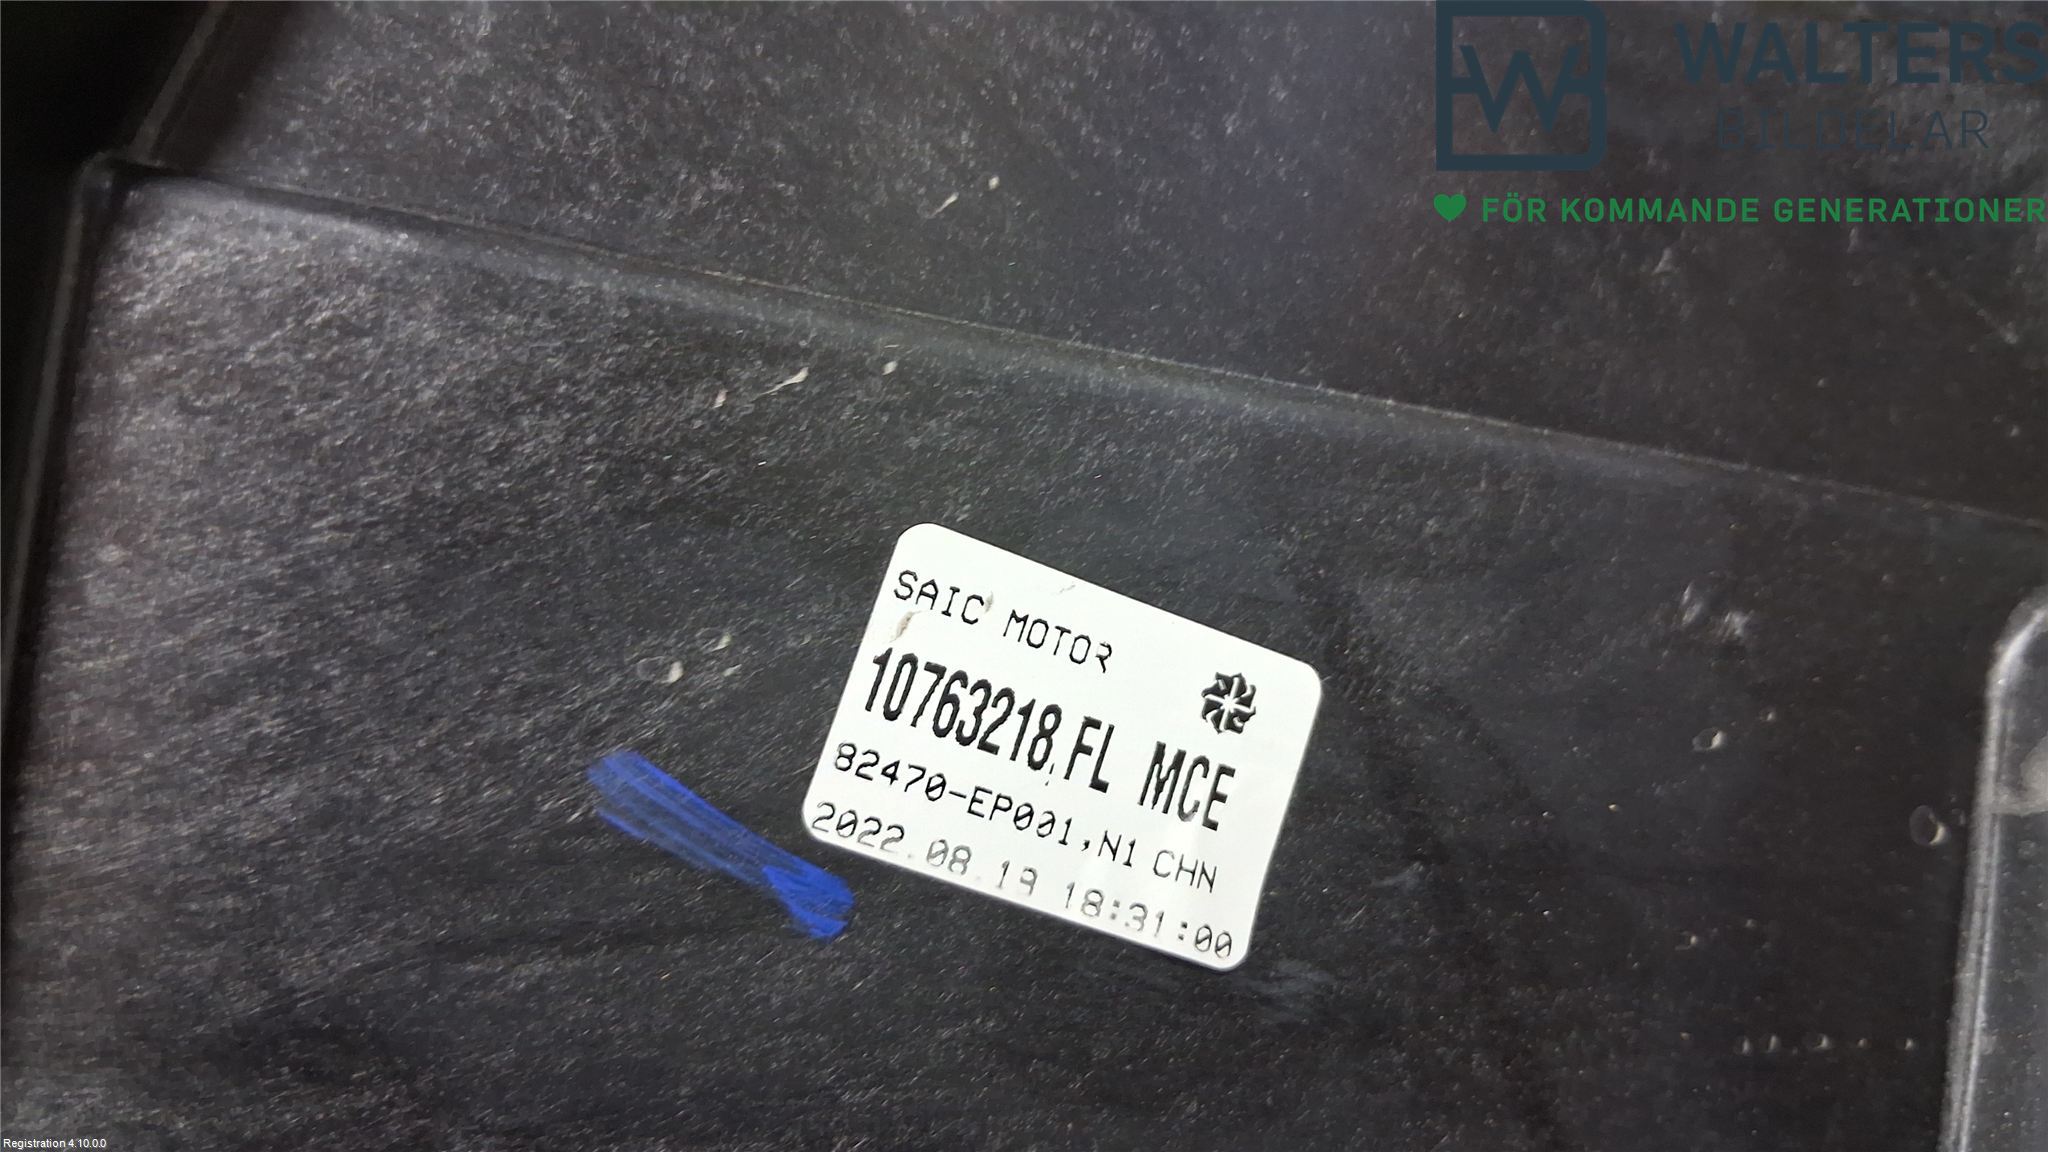 WALTERS
BILDELAR
FÖR KOMMANDE GENERATIONER
SAIC MOTOR
10763218,FL MCE
82470-EP001,N1 CHN
2022.08.19 18:31:00
Registration 4.10.0.0